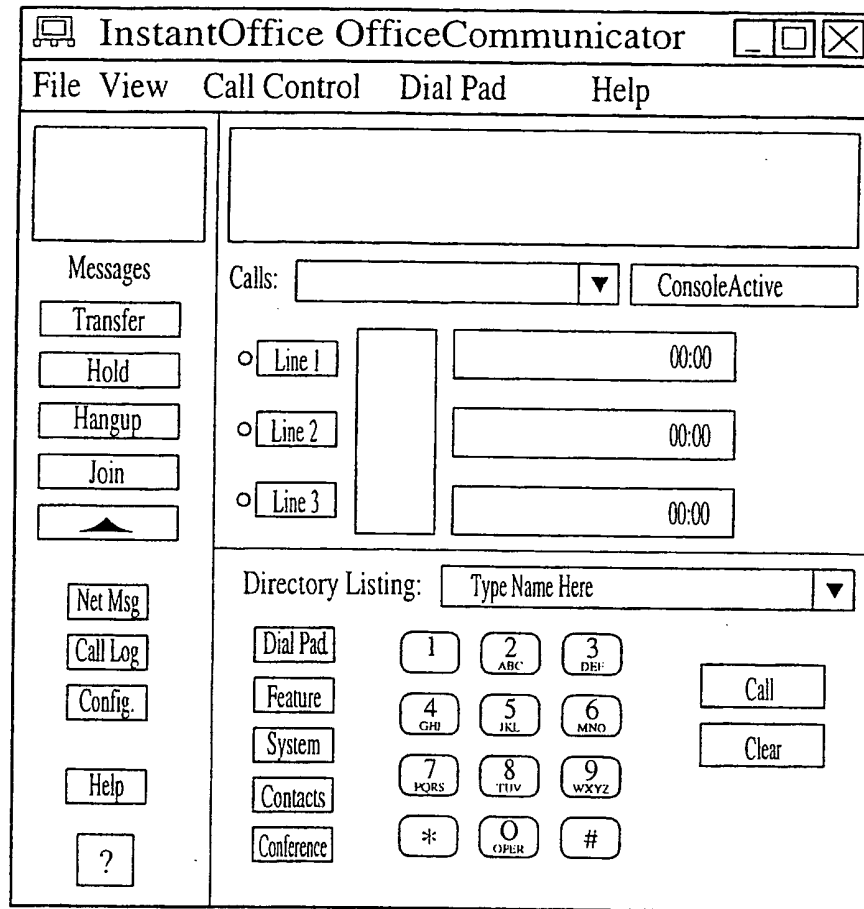 InstantOffice OfficeCommunicator
File View Call Control Dial Pad Help
Messages
Transfer
Hold
Hangup
Join
Net Msg
Call Log
Config.
Help
?
Calls:
ConsoleActive
Line 1 00:00
Line 2 00:00
Line 3 00:00
Directory Listing: Type Name Here
Dial Pad
Feature
System
Contacts
Conference
1 2 ABC 3 DEF
4 GHI 5 JKL 6 MNO
7 PQRS 8 TUV 9 WXYZ
* 0 OPER #
Call
Clear